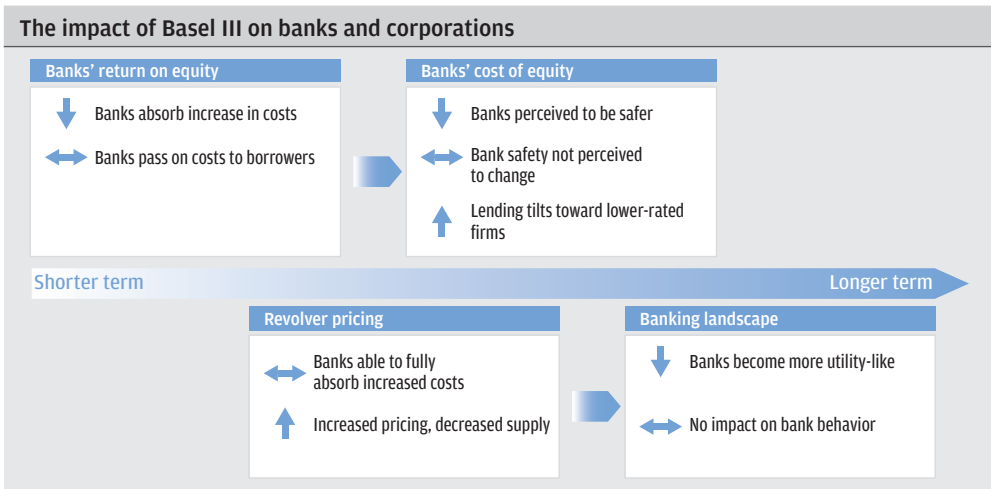 The impact of Basel III on banks and corporations
Banks' return on equity
Banks absorb increase in costs
Banks pass on costs to borrowers
Banks' cost of equity
Banks perceived to be safer
Bank safety not perceived
to change
Lending tilts toward lower-rated
firms
Shorter term
Longer term
Revolver pricing
Banks able to fully
absorb increased costs
Increased pricing, decreased supply
Banking landscape
Banks become more utility-like
No impact on bank behavior